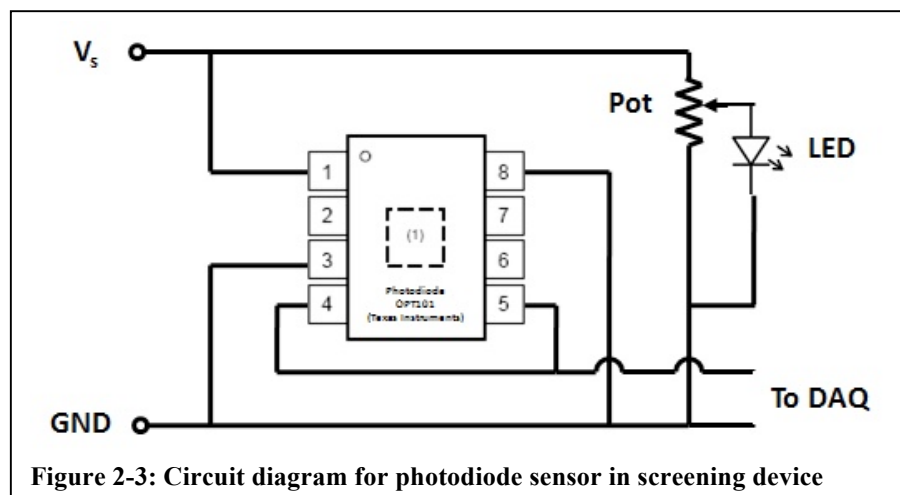 Vs
Pot
LED
1
8
2
7
(1)
3
6
Photodiode
OPT101
(Texas Instruments)
4
5
To DAQ
GND
Figure 2-3: Circuit diagram for photodiode sensor in screening device